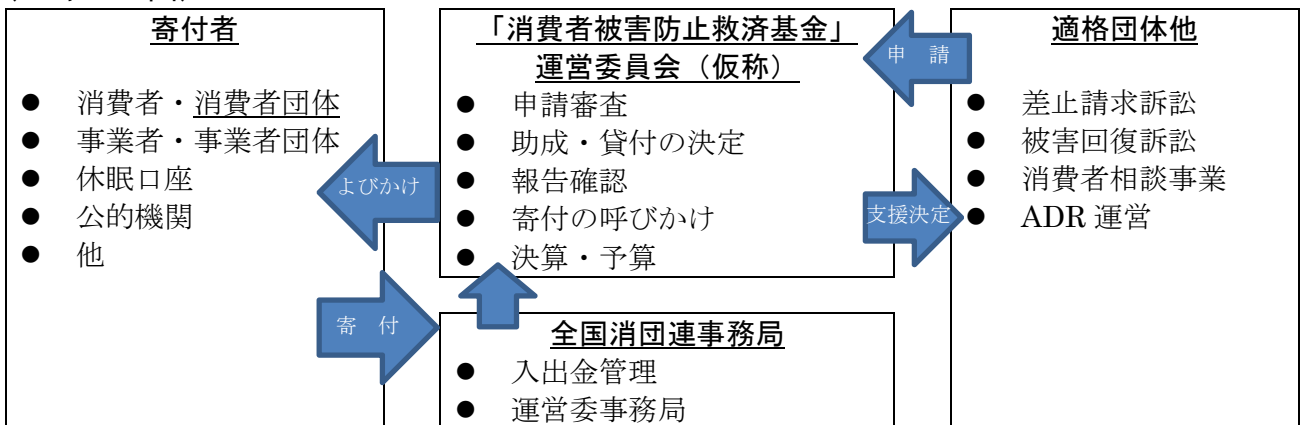 寄付者
● 消費者・消費者団体
● 事業者・事業者団体
● 休眠口座
● 公的機関
● 他
よびかけ
寄 付
「消費者被害防止救済基金」
運営委員会(仮称)
● 申請審査
● 助成・貸付の決定
● 報告確認
● 寄付の呼びかけ
● 決算・予算
全国消団連事務局
● 入出金管理
● 運営委事務局
申 請
支援決定
適格団体他
● 差止請求訴訟
● 被害回復訴訟
● 消費者相談事業
● ADR 運営